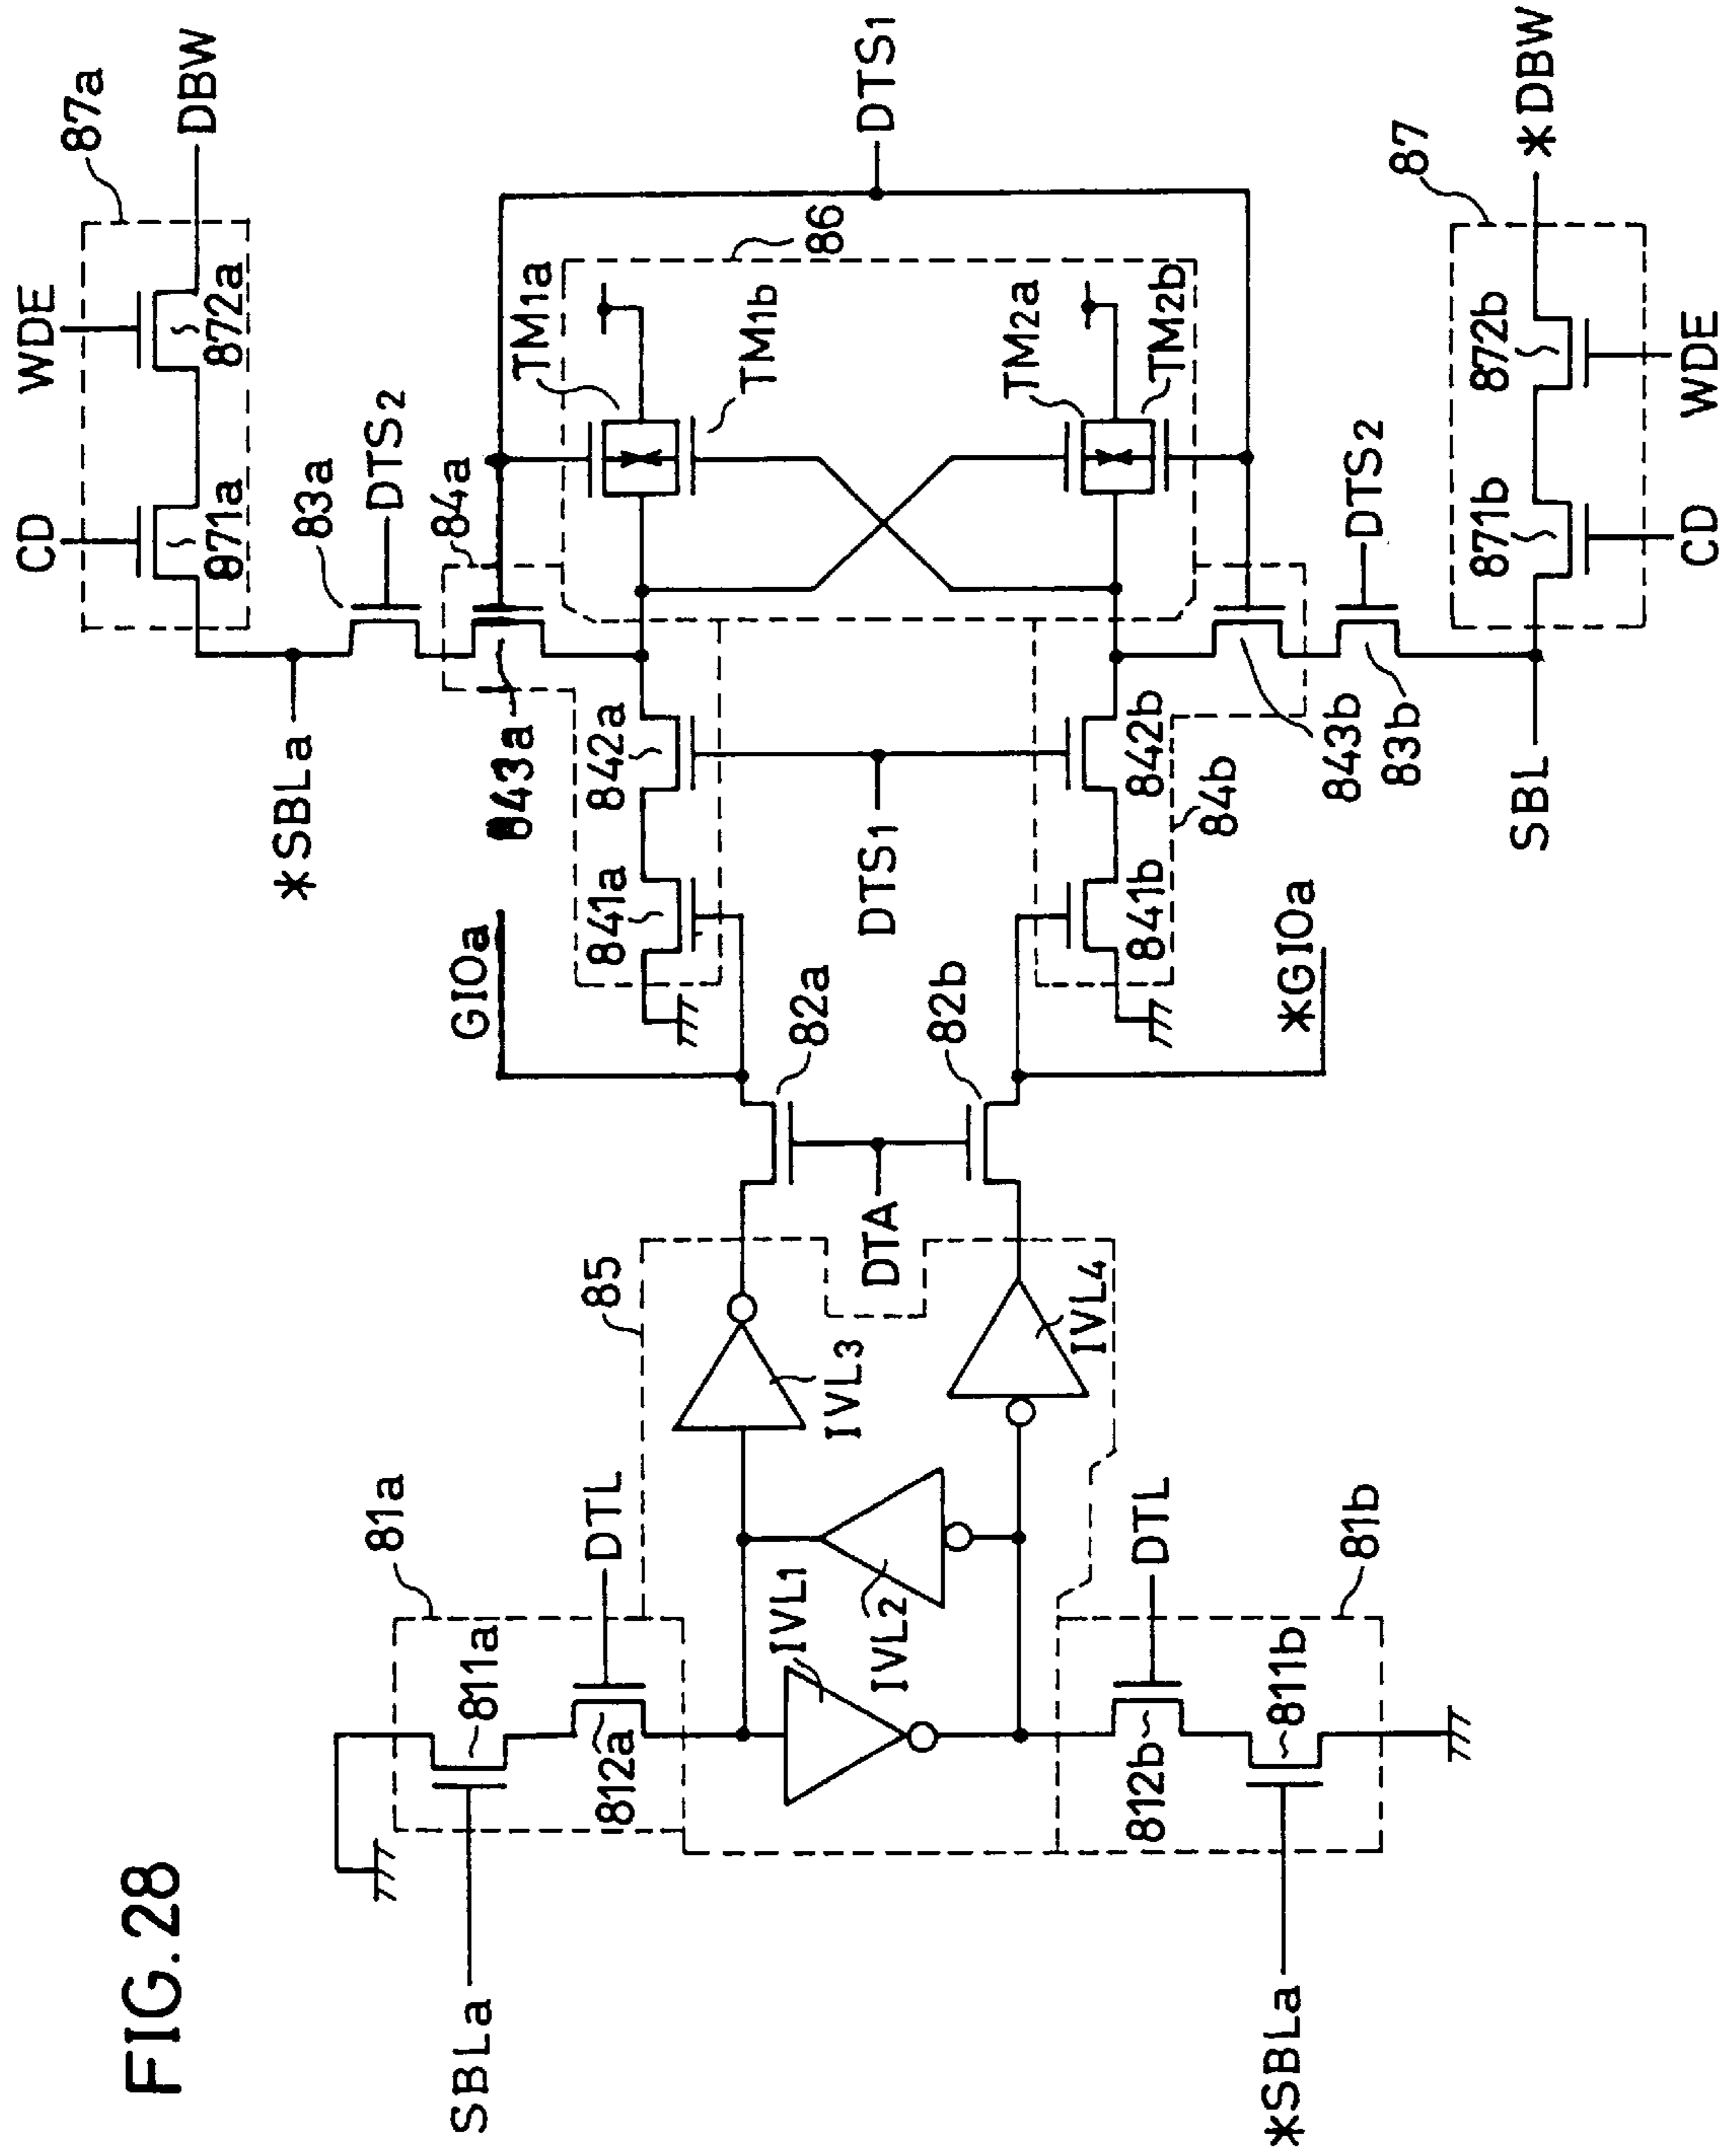 FIG.28
87a
DBW
WDE
872a
CD
871a
DTS2
83a
84a
*SBLa
843a
TM1a
TM1b
86
DTS1
TM2a
TM2b
GIOa
841a
842a
DTS1
841b
842b
84b
843b
83b
DTS2
82a
82b
*GIOa
DTA
85
IVL3
IVL4
IVL1
IVL2
81a
811a
812a
DTL
SBLa
DTL
81b
812b
811b
*SBLa
SBL
87
*DBW
872b
871b
WDE
CD